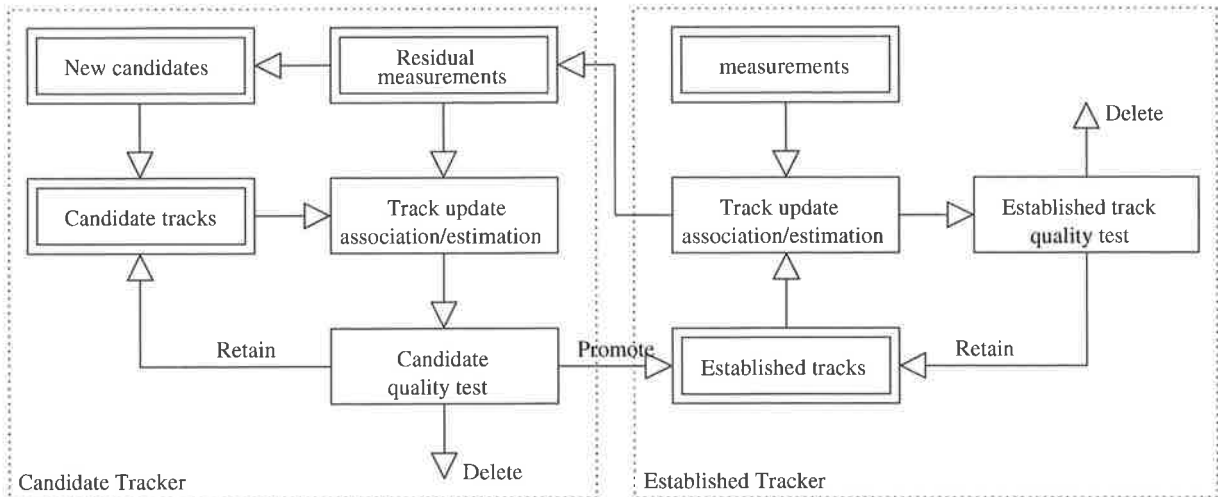 New candidates
Residual
measurements
measurements
Delete
Candidate tracks
Track update
association/estimation
Track update
association/estimation
Established track
quality test
Retain
Candidate
quality test
Promote
Established tracks
Retain
Delete
Candidate Tracker
Established Tracker